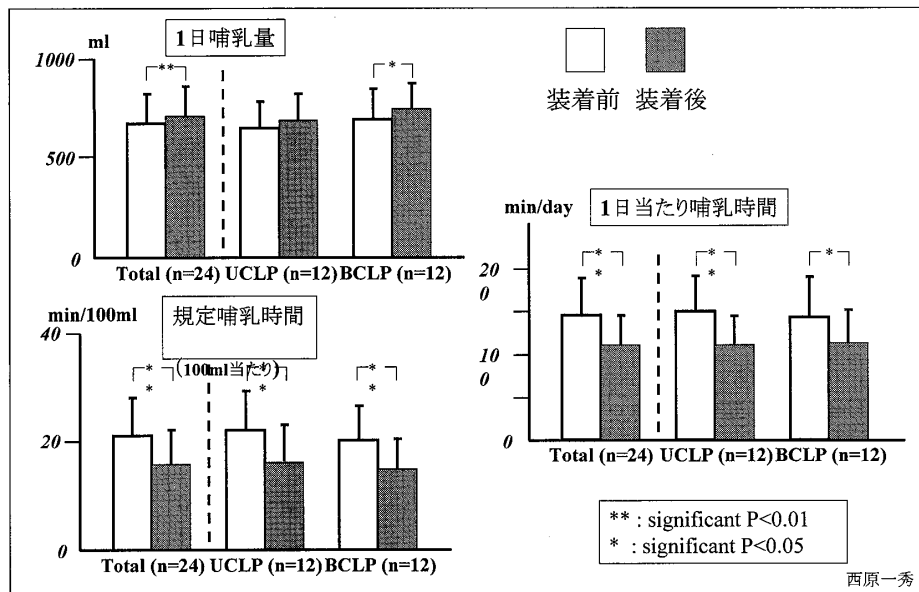 1日哺乳量
ml
1000
500
0
** *
Total (n=24) UCLP (n=12) BCLP (n=12)
装着前 装着後
1日当たり哺乳時間
min/day
20
0
10
0
0
* * *
* *
Total (n=24) UCLP (n=12) BCLP (n=12)
規定哺乳時間
(100ml当たり)
min/100ml
40
20
0
* * *
* * *
Total (n=24) UCLP (n=12) BCLP (n=12)
** : significant P<0.01
* : significant P<0.05
西原一秀